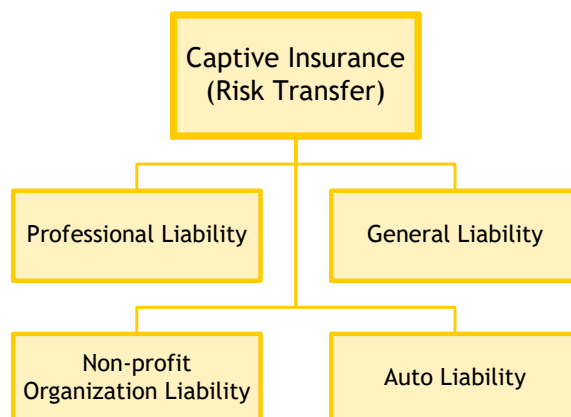 Captive Insurance
(Risk Transfer)
Professional Liability
General Liability
Non-profit
Organization Liability
Auto Liability